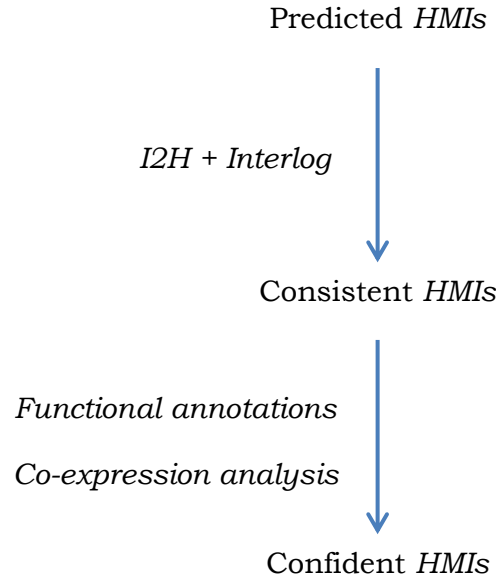 Predicted HMIs
I2H + Interlog
Consistent HMIs
Functional annotations
Co-expression analysis
Confident HMIs